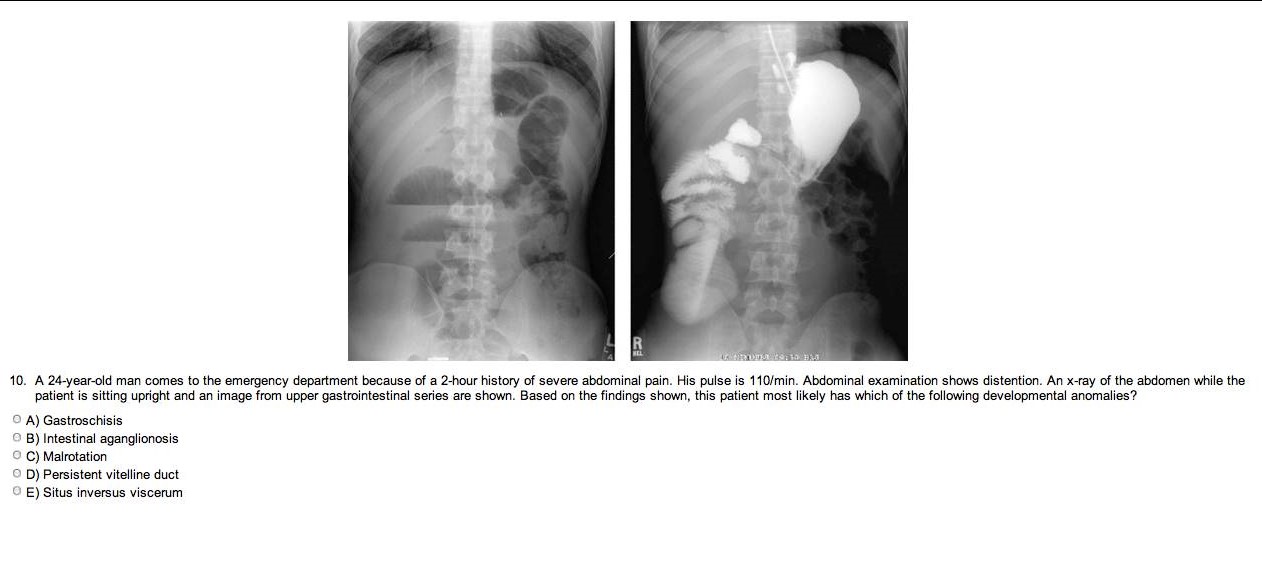 L
R
10. A 24-year-old man comes to the emergency department because of a 2-hour history of severe abdominal pain. His pulse is 110/min. Abdominal examination shows distention. An x-ray of the abdomen while the
patient is sitting upright and an image from upper gastrointestinal series are shown. Based on the findings shown, this patient most likely has which of the following developmental anomalies?
A) Gastroschisis
B) Intestinal aganglionosis
C) Malrotation
D) Persistent vitelline duct
E) Situs inversus viscerum